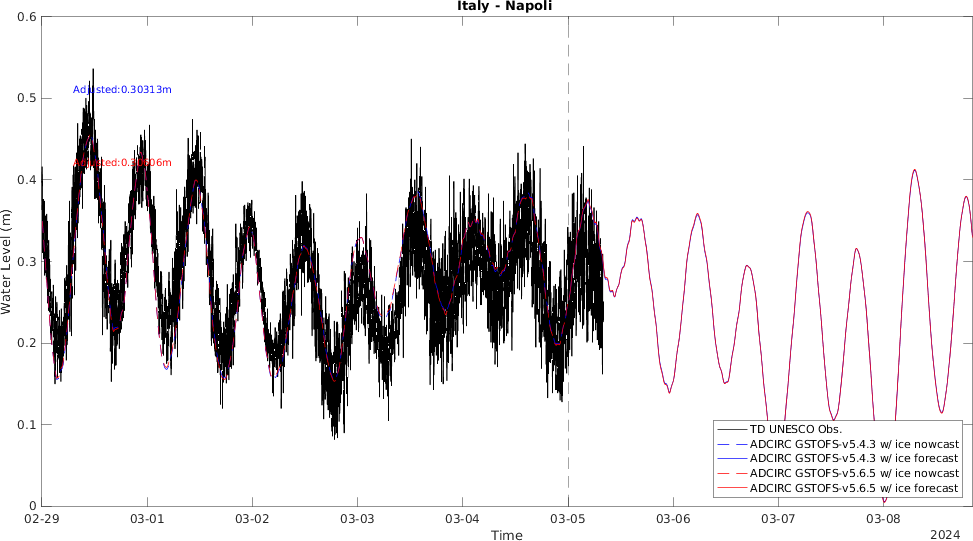 Italy - Napoli
0.6
0.5
0.4
0.3
0.2
0.1
0
Water Level (m)
Adjusted:0.30313m
02-29
03-01
03-02
03-03
03-04
03-05
03-06
03-07
03-08
Time
2024
TD UNESCO Obs.
ADCIRC GSTOFS-v5.4.3 w/ ice nowcast
ADCIRC GSTOFS-v5.4.3 w/ ice forecast
ADCIRC GSTOFS-v5.6.5 w/ ice nowcast
ADCIRC GSTOFS-v5.6.5 w/ ice forecast